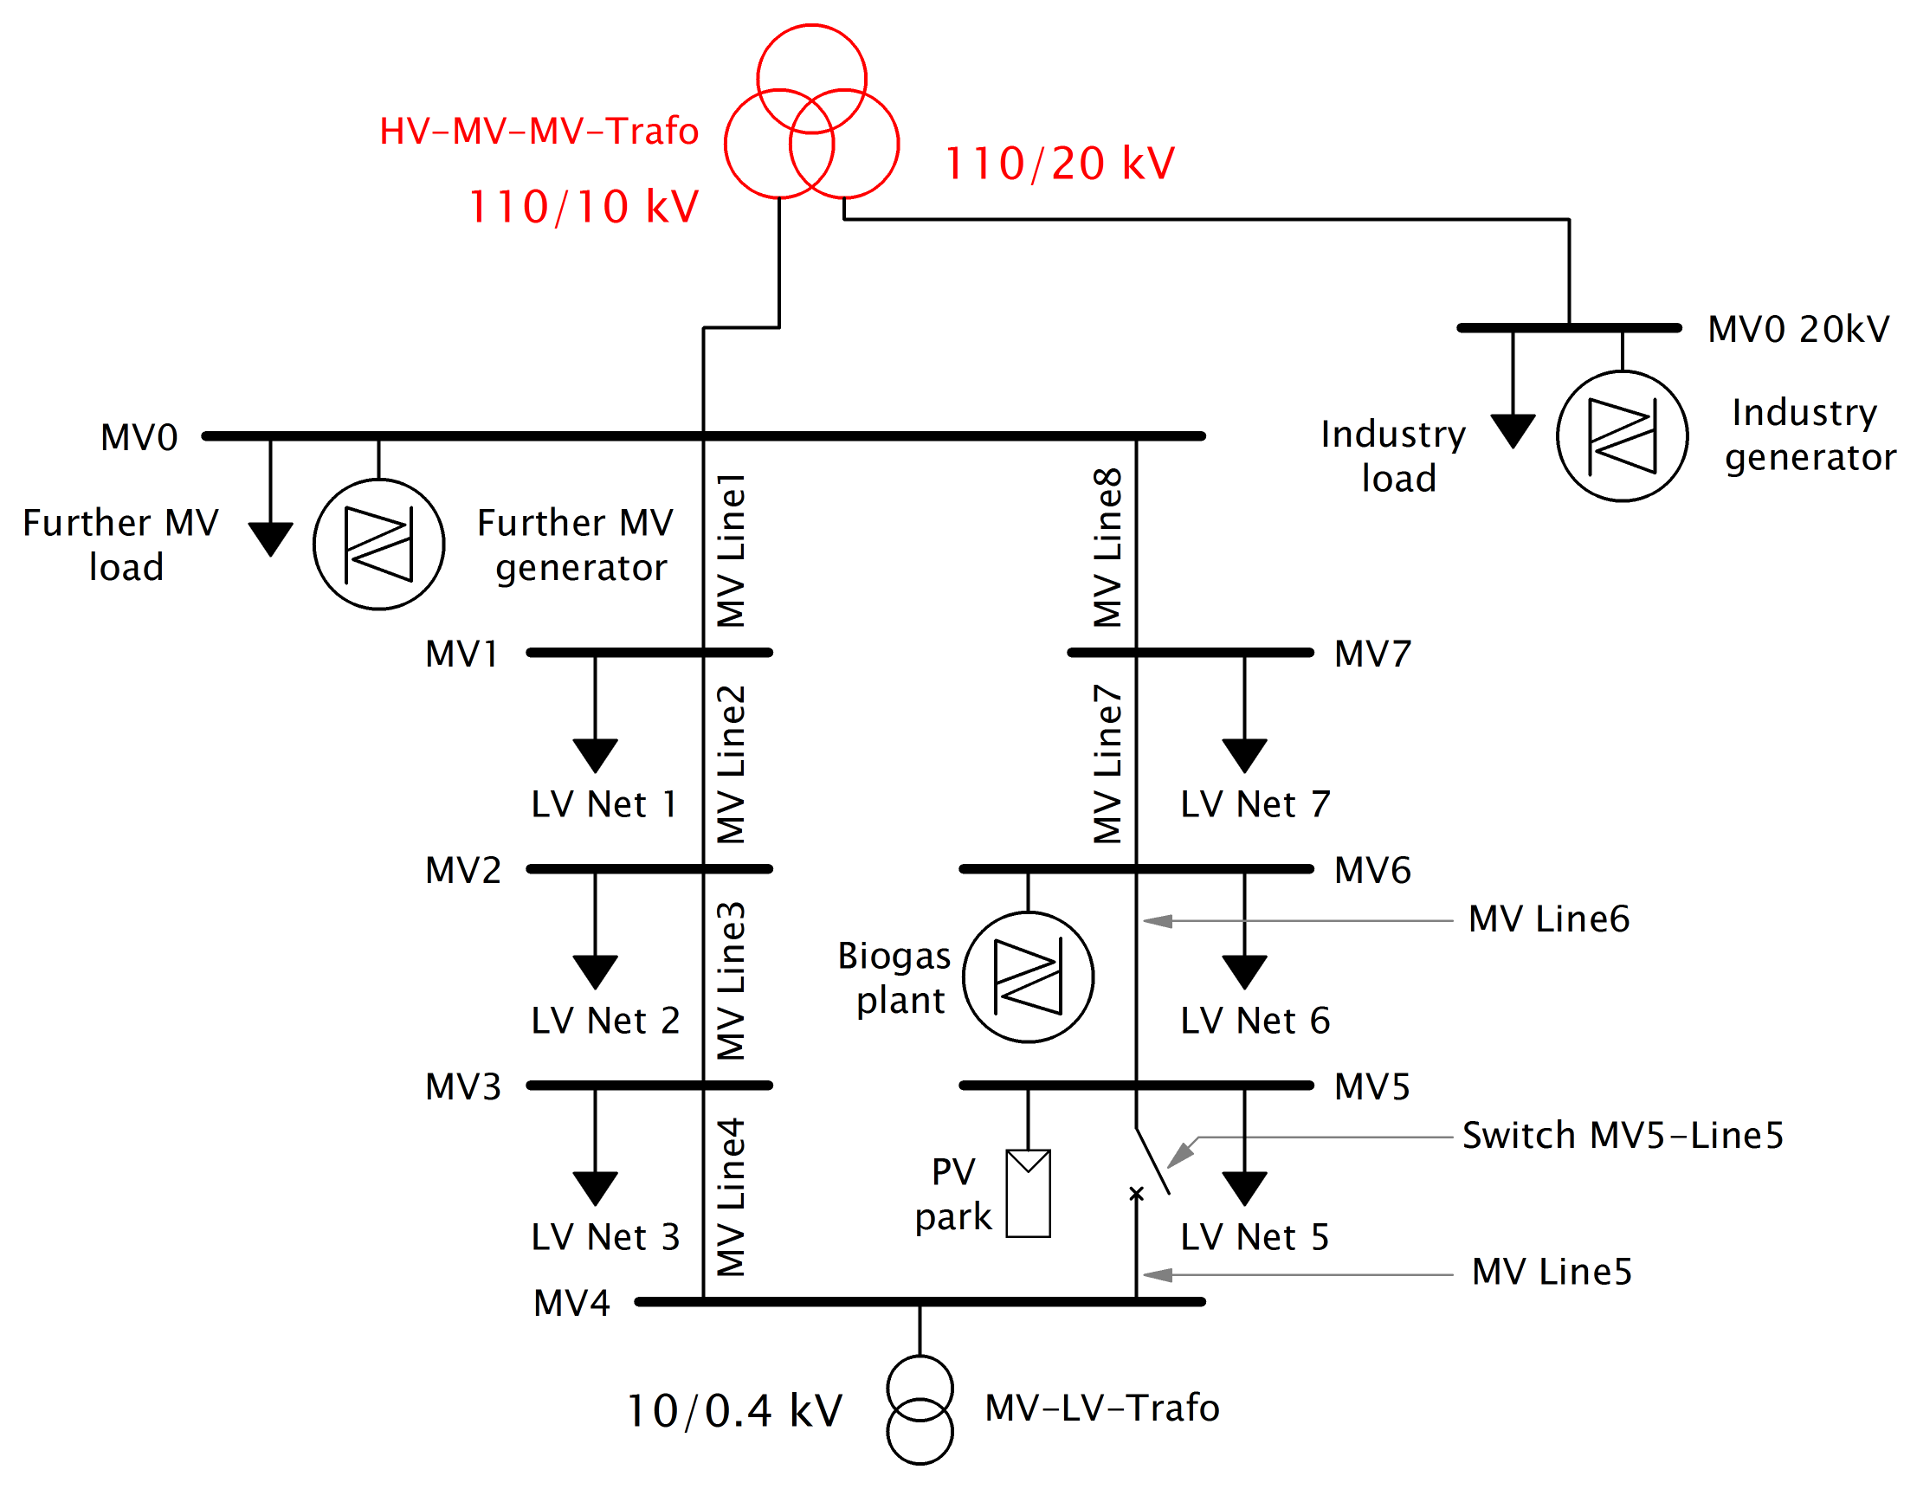 HV-MV-MV-Trafo
110/10 kV
110/20 kV
MV0 20kV
Industry
load
Industry
generator
MV0
Further MV
load
Further MV
generator
MV Line1
MV Line8
MV1
MV7
LV Net 1
MV Line2
MV Line7
LV Net 7
MV2
MV6
MV Line6
LV Net 2
MV Line3
Biogas
plant
LV Net 6
MV3
MV5
Switch MV5-Line5
LV Net 3
MV Line4
PV
park
LV Net 5
MV Line5
MV4
10/0.4 kV
MV-LV-Trafo